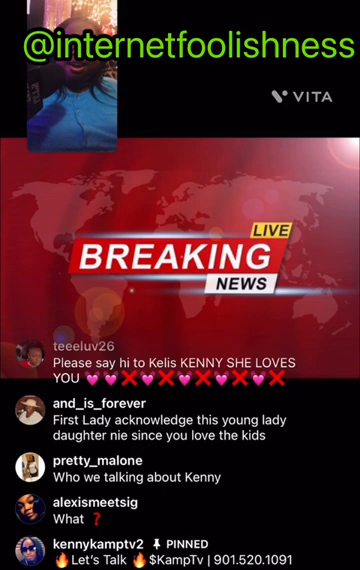 @internetfoolishness
VITA
LIVE
BREAKING
NEWS
teeeluv26
Please say hi to Kelis KENNY SHE LOVES
YOU 💓💓❌💓❌💓❌💓❌💓❌
and_is_forever
First Lady acknowledge this young lady
daughter nie since you love the kids
pretty_malone
Who we talking about Kenny
alexismeetsig
What ❓
kennykamptv2 📌 PINNED
🔥Let's Talk 🔥$KampTv | 901.520.1091